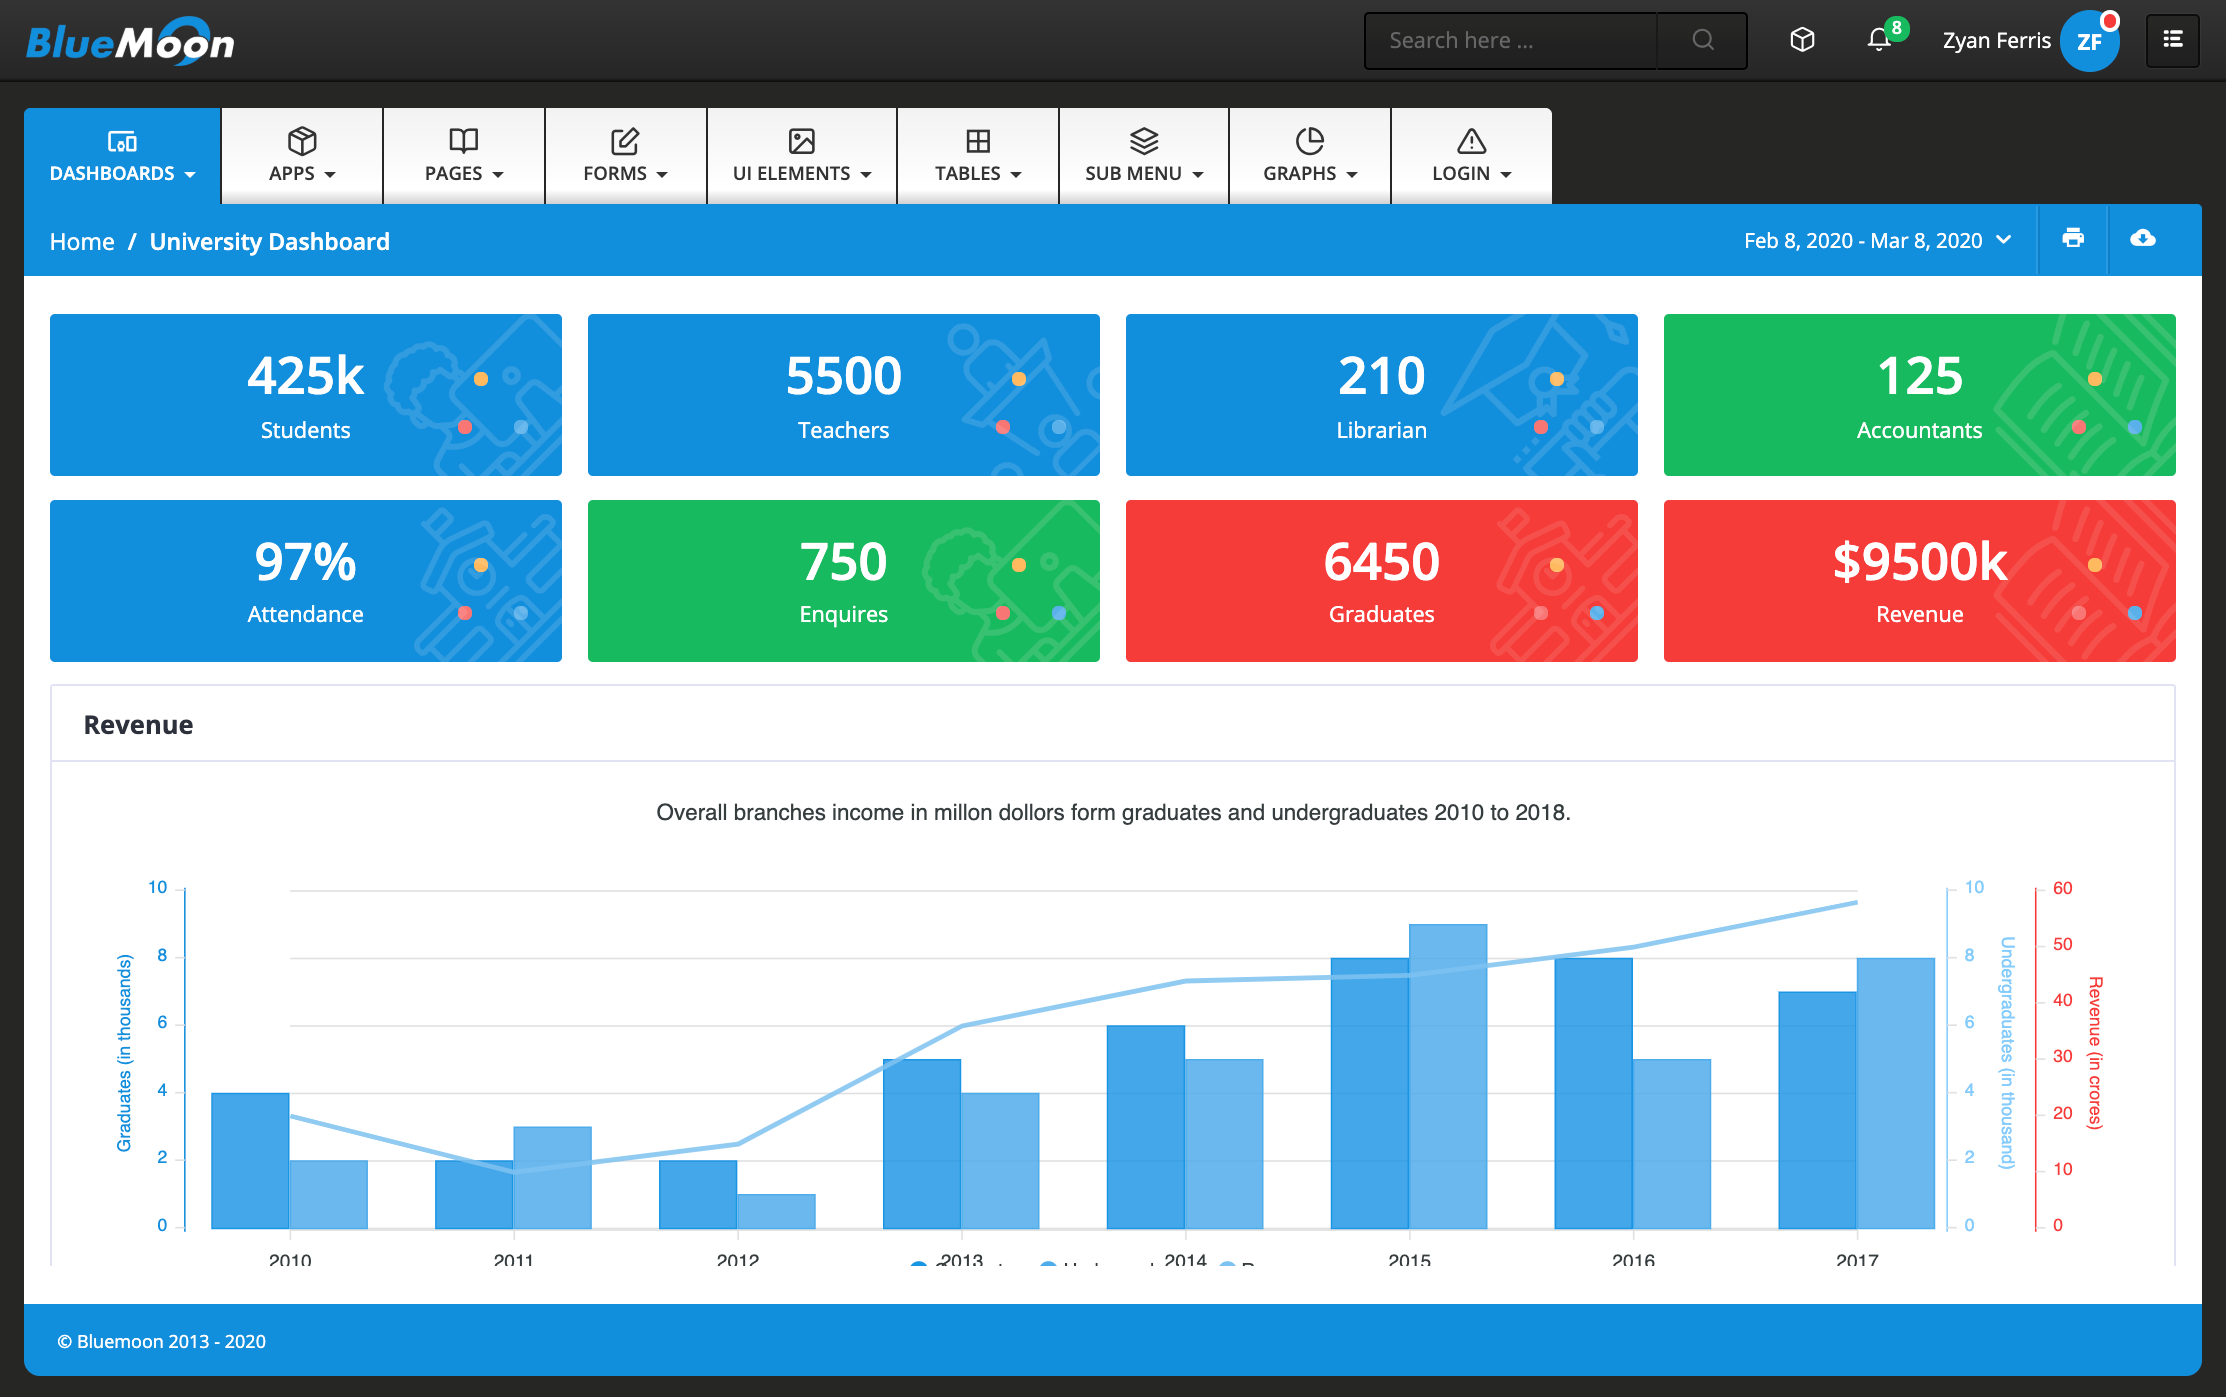 BlueMoon
Search here ...
8
Zyan Ferris
ZF
DASHBOARDS
APPS
PAGES
FORMS
UI ELEMENTS
TABLES
SUB MENU
GRAPHS
LOGIN
Home / University Dashboard
Feb 8, 2020 - Mar 8, 2020
425k
Students
5500
Teachers
210
Librarian
125
Accountants
97%
Attendance
750
Enquires
6450
Graduates
$9500k
Revenue
Revenue
Overall branches income in millon dollors form graduates and undergraduates 2010 to 2018.
Graduates (in thousands)
10
8
6
4
2
0
10
8
6
4
2
0
Undergraduates (in thousand)
60
50
40
30
20
10
0
Revenue (in crores)
2010
2011
2012
2013
2014
2015
2016
2017
© Bluemoon 2013 - 2020